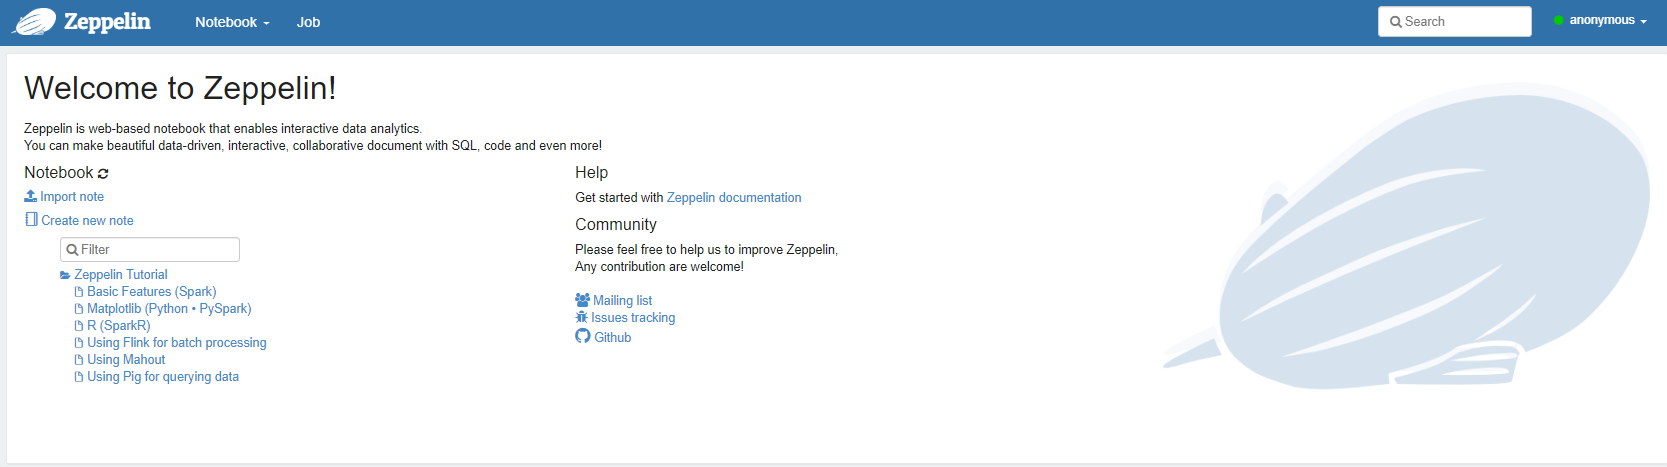 Zeppelin
Notebook
Job
Search
anonymous
Welcome to Zeppelin!
Zeppelin is web-based notebook that enables interactive data analytics.
You can make beautiful data-driven, interactive, collaborative document with SQL, code and even more!
Notebook
Import note
Create new note
Filter
Zeppelin Tutorial
Basic Features (Spark)
Matplotlib (Python • PySpark)
R (SparkR)
Using Flink for batch processing
Using Mahout
Using Pig for querying data
Help
Get started with Zeppelin documentation
Community
Please feel free to help us to improve Zeppelin,
Any contribution are welcome!
Mailing list
Issues tracking
Github